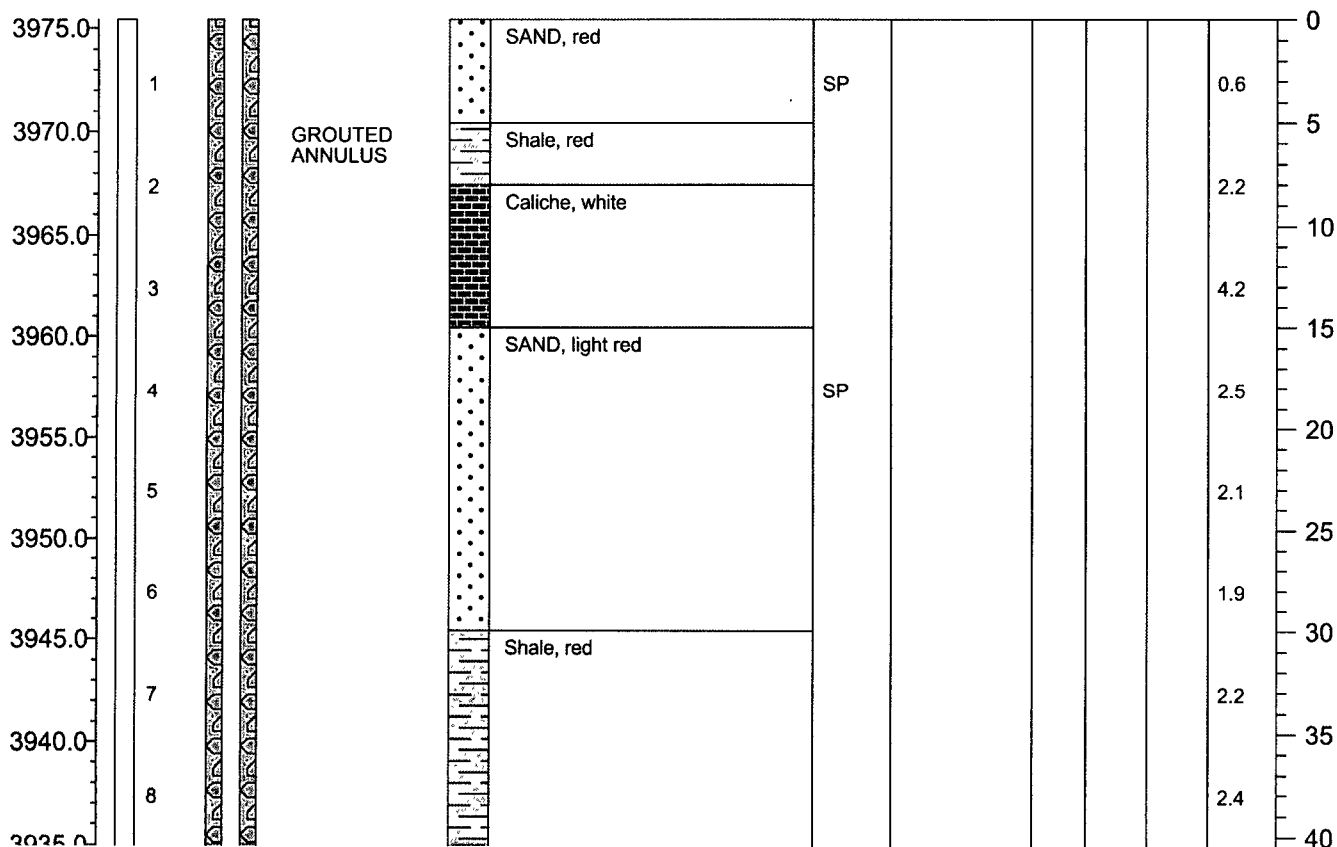 3975.0 SAND, red 0
1 SP 0.6
3970.0 GROUTED ANNULUS Shale, red 5
2 2.2
Caliche, white
3965.0 10
3 4.2
3960.0 SAND, light red 15
4 SP 2.5
3955.0 20
5 2.1
3950.0 25
6 1.9
3945.0 Shale, red 30
7 2.2
3940.0 35
8 2.4
3935.0 40